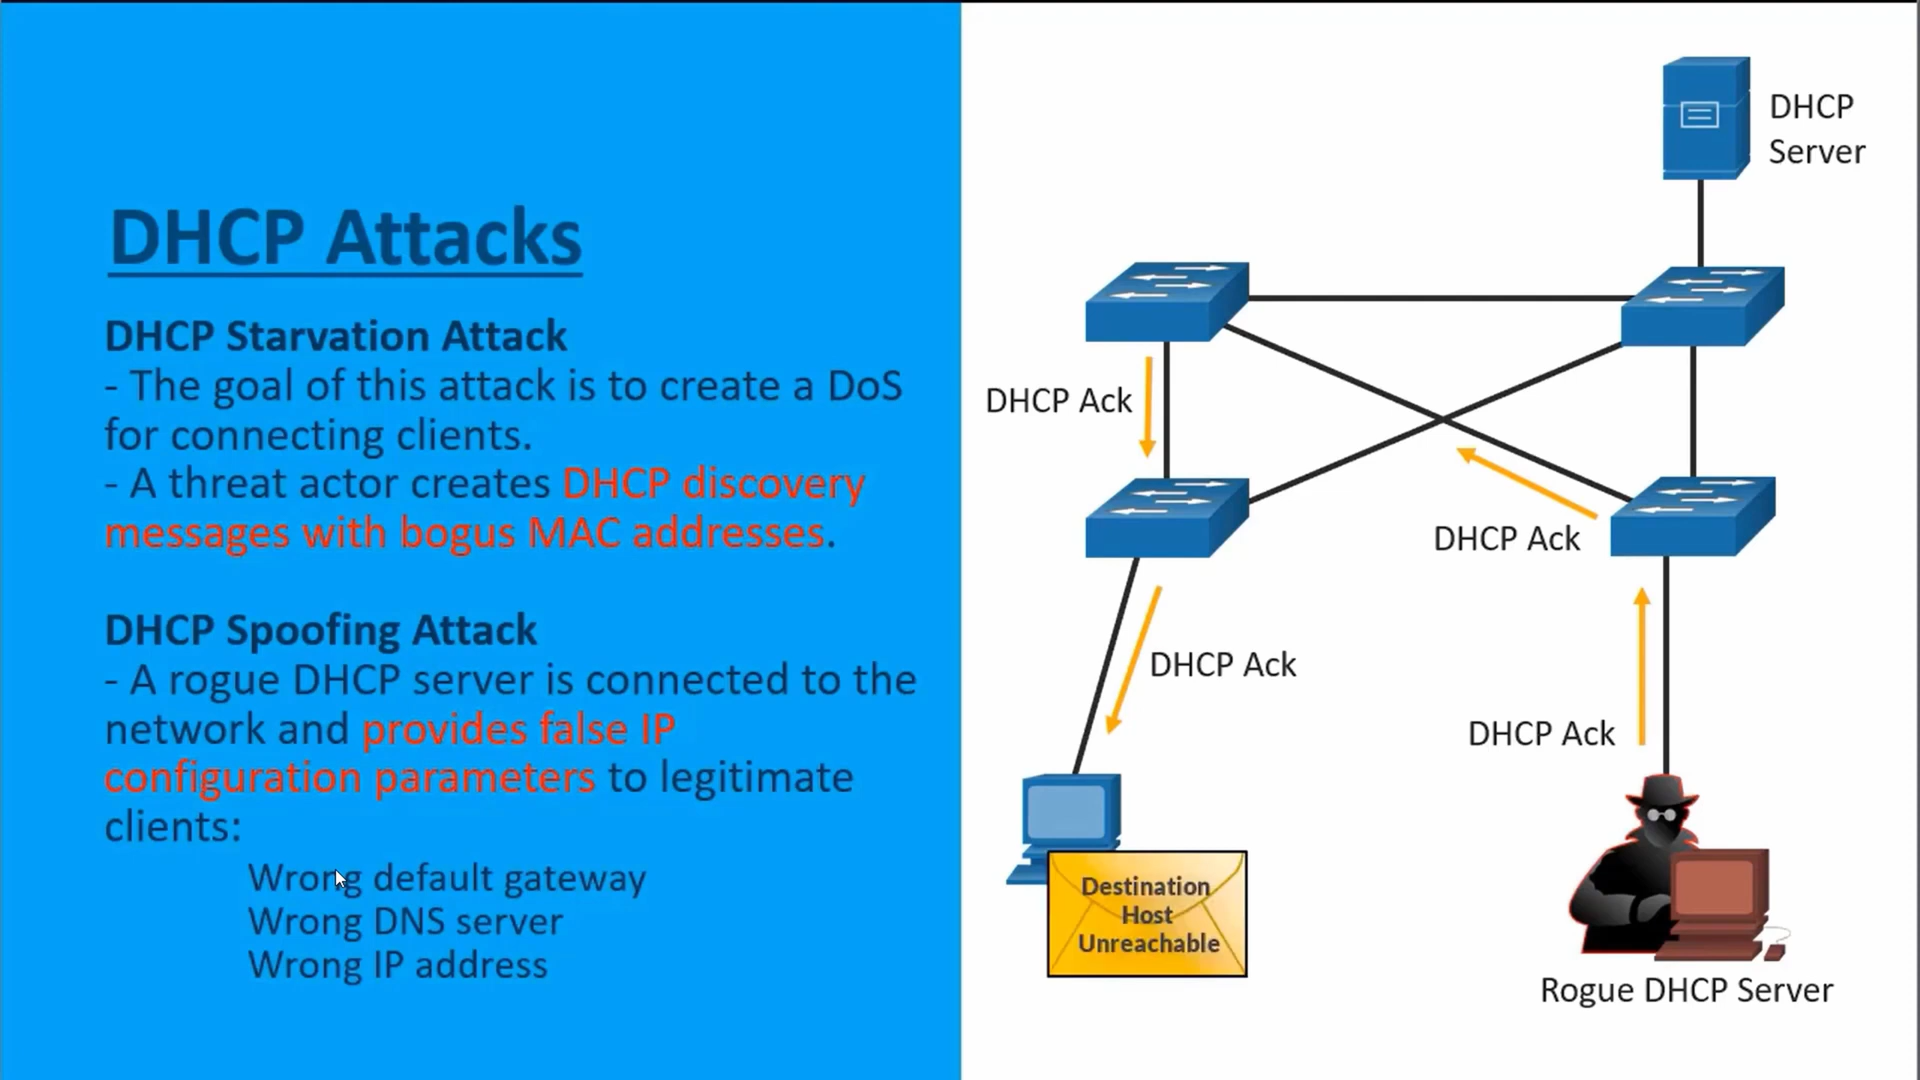 DHCP Attacks
DHCP Starvation Attack
- The goal of this attack is to create a DoS
for connecting clients.
- A threat actor creates DHCP discovery
messages with bogus MAC addresses.
DHCP Spoofing Attack
- A rogue DHCP server is connected to the
network and provides false IP
configuration parameters to legitimate
clients:
Wrong default gateway
Wrong DNS server
Wrong IP address
DHCP
Server
DHCP Ack
DHCP Ack
DHCP Ack
DHCP Ack
Destination
Host
Unreachable
Rogue DHCP Server